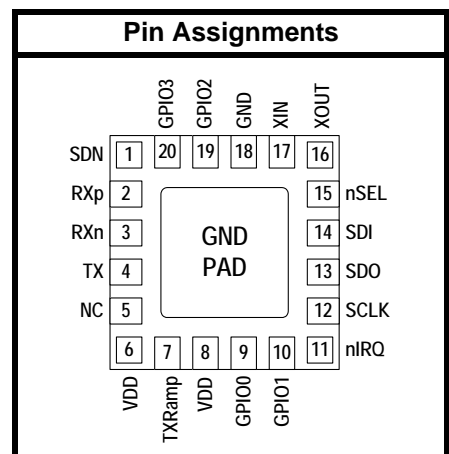 Pin Assignments
GPIO3
GPIO2
GND
XIN
XOUT
SDN 1 20 19 18 17 16
RXp 2 15 nSEL
RXn 3 GND 14 SDI
TX 4 PAD 13 SDO
NC 5 12 SCLK
6 7 8 9 10 11 nIRQ
VDD
TXRamp
VDD
GPIO0
GPIO1